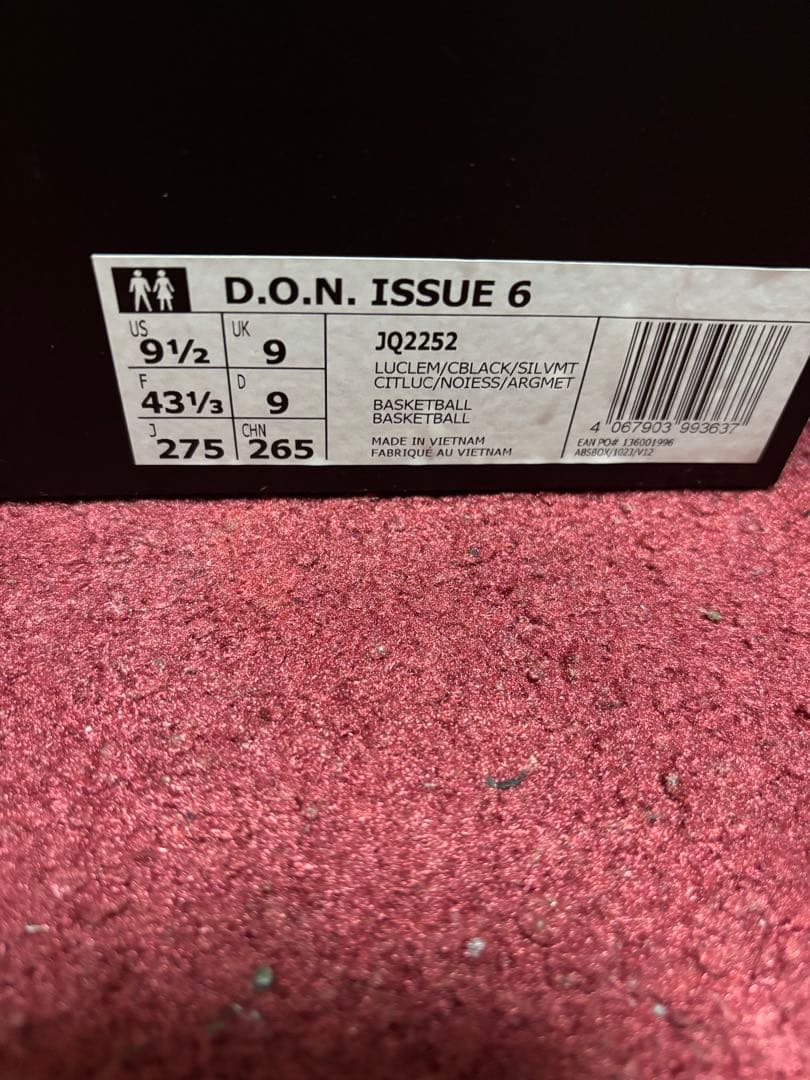 D.O.N. ISSUE 6
US 9½ UK 9
F 43⅓ D 9
J 275 CHN 265
JQ2252
LUCLEM/CBLACK/SILVMT
CITLUC/NOIESS/ARGMET
BASKETBALL
BASKETBALL
MADE IN VIETNAM
FABRIQUÉ AU VIETNAM
4 067903 993637
EAN PO# 136001996
ABSBOX/1023/V12